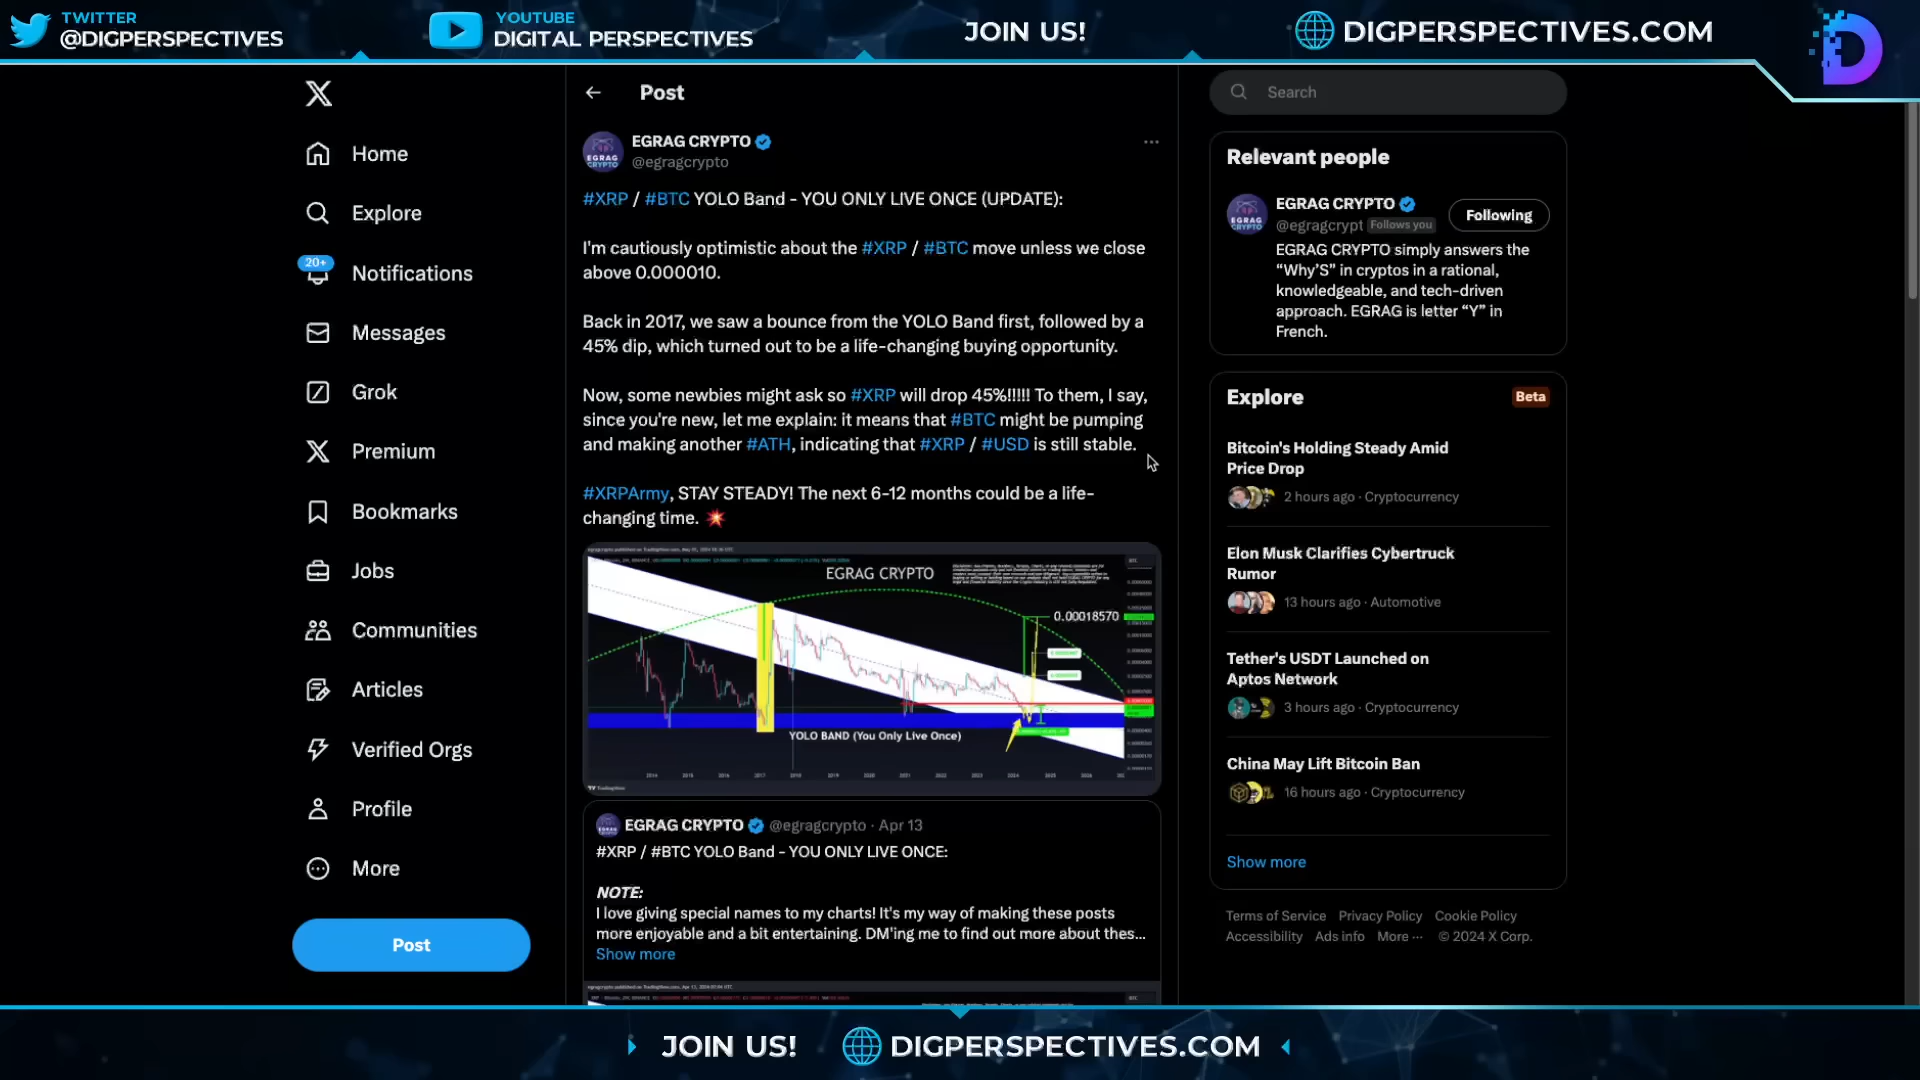 TWITTER
@DIGPERSPECTIVES
YOUTUBE
DIGITAL PERSPECTIVES
JOIN US!
DIGPERSPECTIVES.COM
Home
Explore
20+
Notifications
Messages
Grok
Premium
Bookmarks
Jobs
Communities
Articles
Verified Orgs
Profile
More
Post
Post
EGRAG CRYPTO
@egragcrypto
#XRP / #BTC YOLO Band - YOU ONLY LIVE ONCE (UPDATE):
I'm cautiously optimistic about the #XRP / #BTC move unless we close
above 0.000010.
Back in 2017, we saw a bounce from the YOLO Band first, followed by a
45% dip, which turned out to be a life-changing buying opportunity.
Now, some newbies might ask so #XRP will drop 45%!!!!! To them, I say,
since you're new, let me explain: it means that #BTC might be pumping
and making another #ATH, indicating that #XRP / #USD is still stable.
#XRPArmy, STAY STEADY! The next 6-12 months could be a life-
changing time. 💥
EGRAG CRYPTO
0.00018570
YOLO BAND (You Only Live Once)
2014 2015 2016 2017 2018 2019 2020 2021 2022 2023 2024 2025 2026
TradingView
EGRAG CRYPTO @egragcrypto · Apr 13
#XRP / #BTC YOLO Band - YOU ONLY LIVE ONCE:
NOTE:
I love giving special names to my charts! It's my way of making these posts
more enjoyable and a bit entertaining. DM'ing me to find out more about thes...
Show more
Search
Relevant people
EGRAG CRYPTO
@egragcrypt Follows you
Following
EGRAG CRYPTO simply answers the
“Why’S” in cryptos in a rational,
knowledgeable, and tech-driven
approach. EGRAG is letter “Y” in
French.
Explore
Beta
Bitcoin's Holding Steady Amid
Price Drop
2 hours ago · Cryptocurrency
Elon Musk Clarifies Cybertruck
Rumor
13 hours ago · Automotive
Tether's USDT Launched on
Aptos Network
3 hours ago · Cryptocurrency
China May Lift Bitcoin Ban
16 hours ago · Cryptocurrency
Show more
Terms of Service Privacy Policy Cookie Policy
Accessibility Ads info More ··· © 2024 X Corp.
JOIN US!
DIGPERSPECTIVES.COM